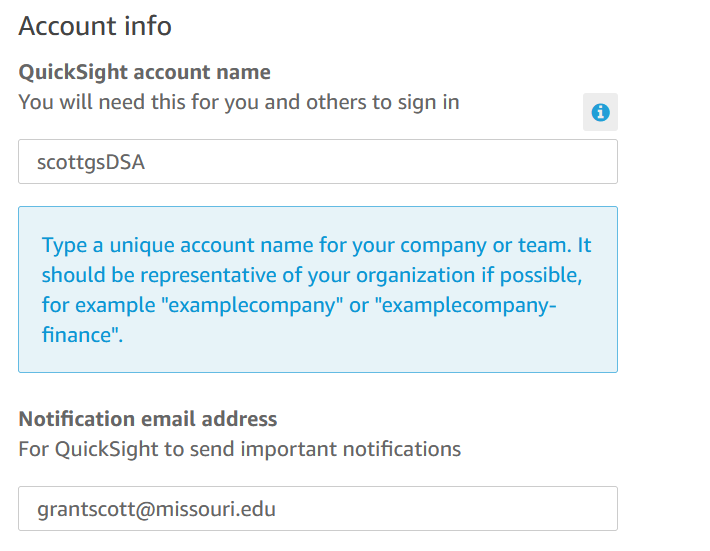 Account info
QuickSight account name
You will need this for you and others to sign in
scottgsDSA
Type a unique account name for your company or team. It
should be representative of your organization if possible,
for example "examplecompany" or "examplecompany-
finance".
Notification email address
For QuickSight to send important notifications
grantscott@missouri.edu